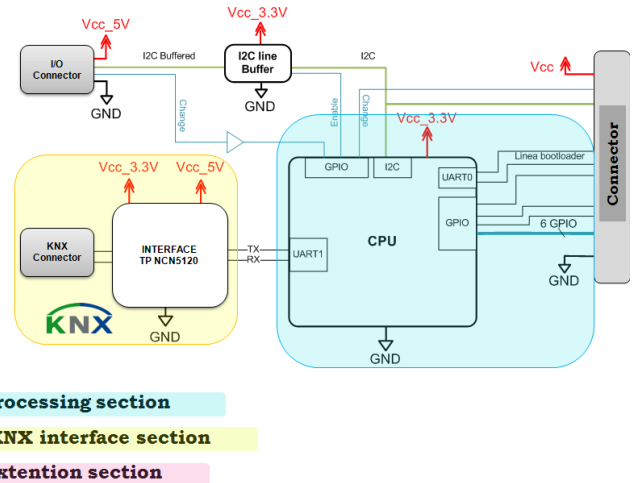 Vcc_5V
Vcc_3.3V
I/O
Connector
I2C Buffered
I2C line
Buffer
I2C
Vcc
GND
GND
Change
Enable
Change
Vcc_3.3V
Connector
Linea bootloader
GPIO
I2C
UART0
GPIO
6 GPIO
CPU
UART1
GND
GND
Vcc_3.3V
Vcc_5V
KNX
Connector
INTERFACE
TP NCN5120
TX
RX
KNX
GND
rocessing section
KNX interface section
xtention section